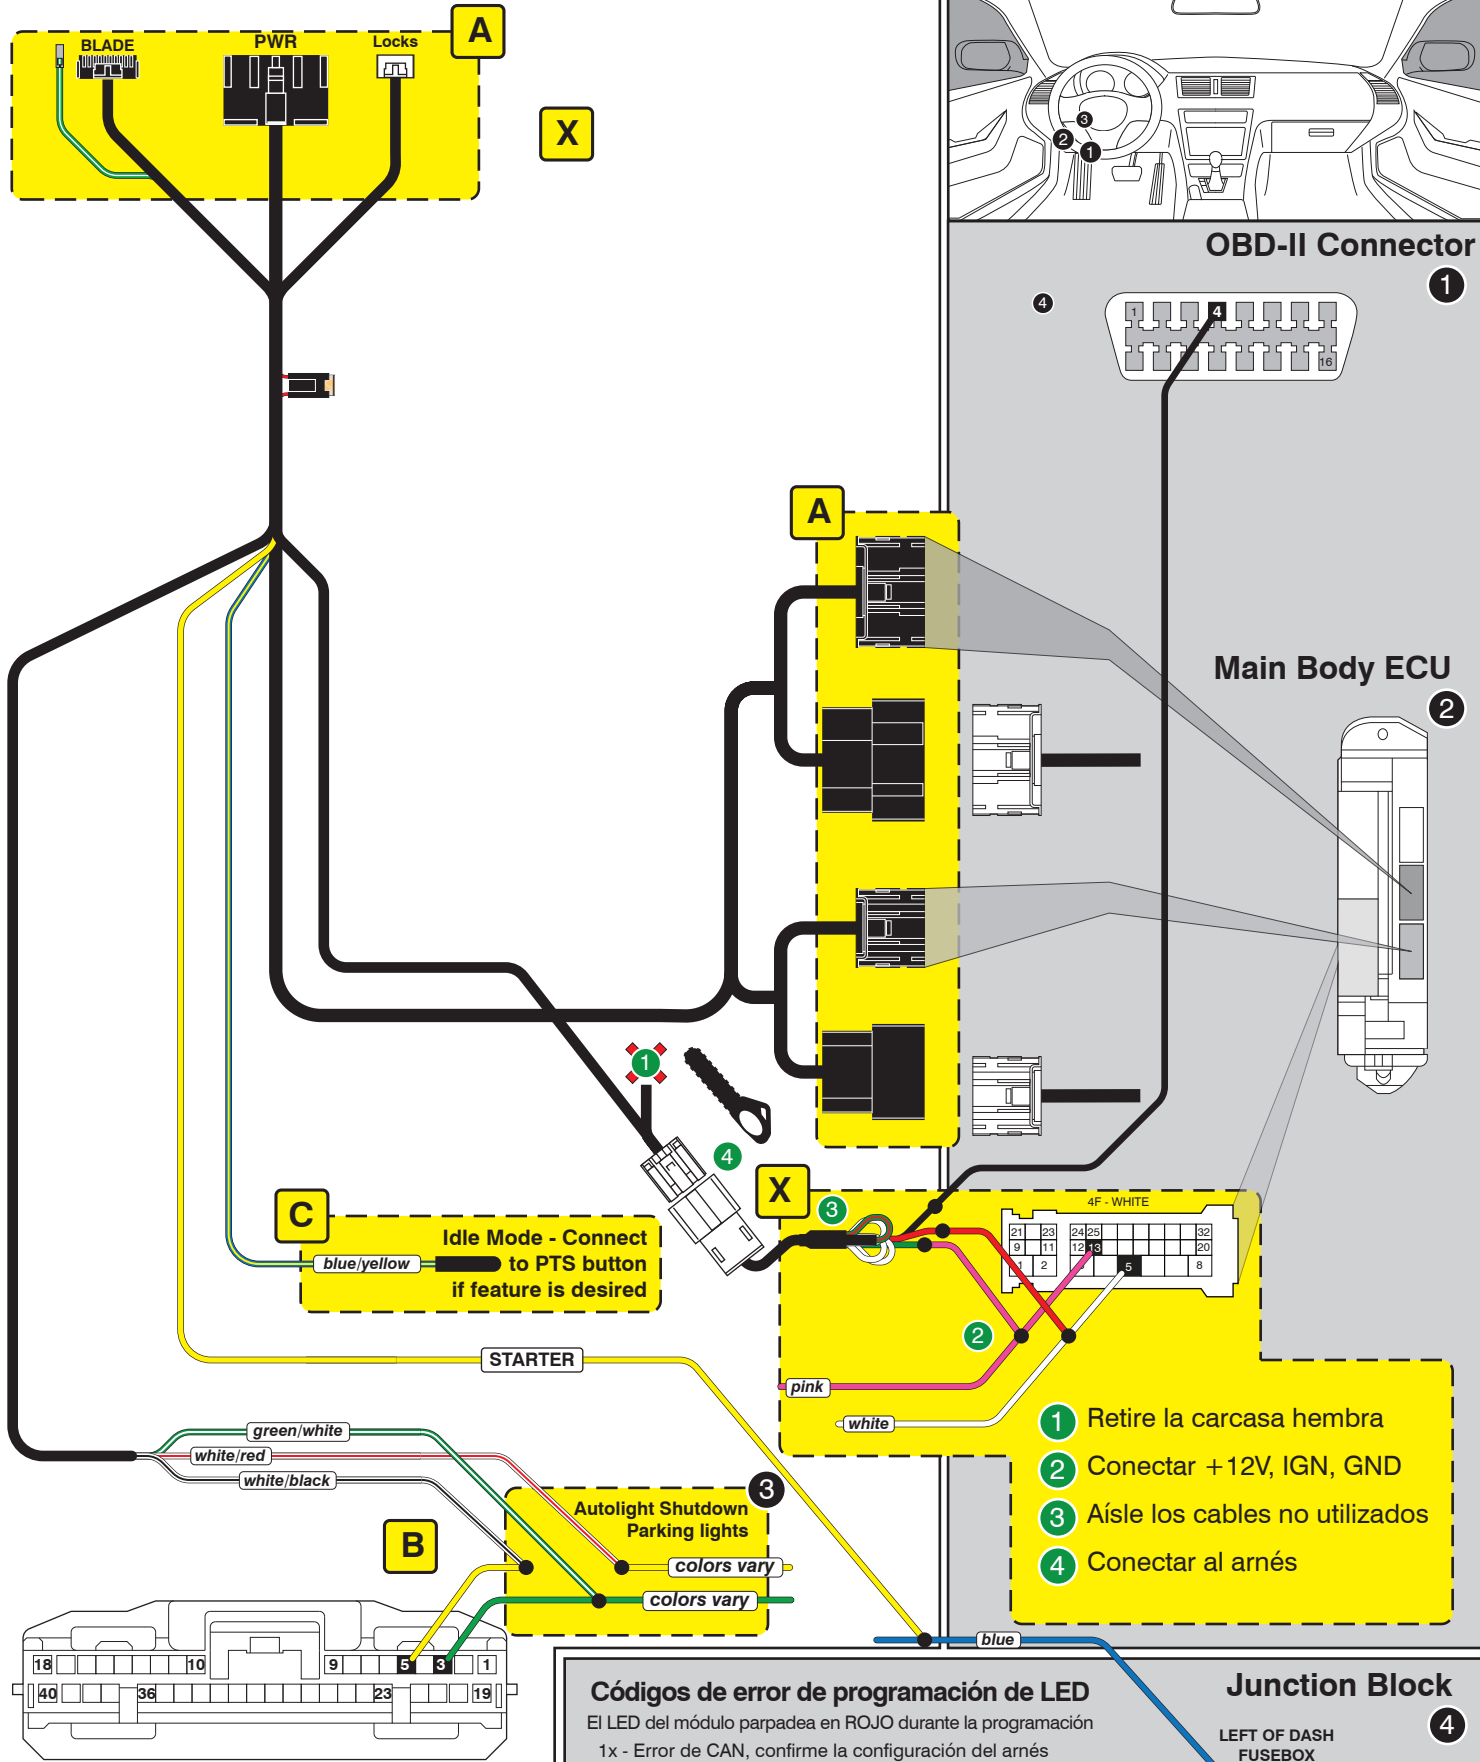 A
BLADE
PWR
Locks
X
3
2
1
OBD-II Connector
1
4
1
4
16
A
Main Body ECU
2
1
4
X
3
4F - WHITE
21
23
24
25
32
9
11
12
13
20
1
2
5
8
C
Idle Mode - Connect
to PTS button
if feature is desired
blue/yellow
2
STARTER
pink
white
1 Retire la carcasa hembra
2 Conectar +12V, IGN, GND
3 Aísle los cables no utilizados
4 Conectar al arnés
green/white
white/red
white/black
3
Autolight Shutdown
Parking lights
B
colors vary
colors vary
blue
18
10
9
5
3
1
40
36
23
19
Códigos de error de programación de LED
El LED del módulo parpadea en ROJO durante la programación
1x - Error de CAN, confirme la configuración del arnés
Junction Block
4
LEFT OF DASH
FUSEBOX